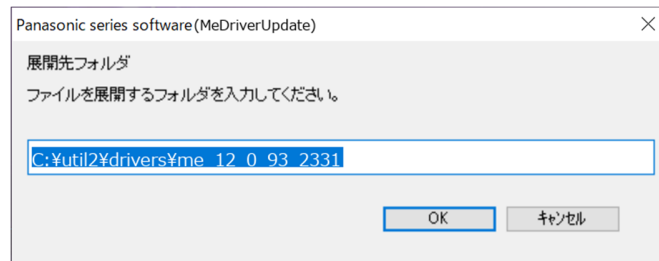 Panasonic series software(MeDriverUpdate)
展開先フォルダ
ファイルを展開するフォルダを入力してください。
C:¥util2¥drivers¥me_12_0_93_2331
OK キャンセル